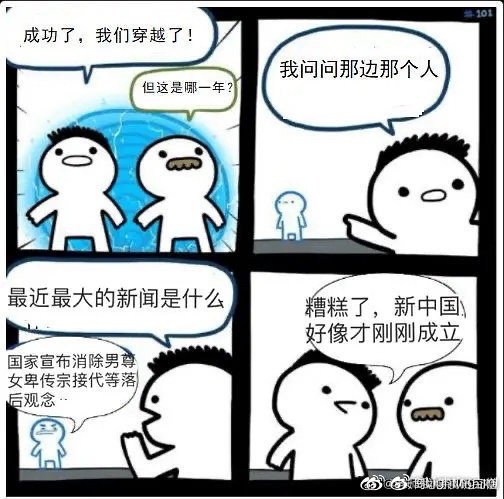 #101
成功了，我们穿越了！
但这是哪一年？
我问问那边那个人
最近最大的新闻是什么
国家宣布消除男尊
女卑传宗接代等落
后观念··
糟糕了，新中国
好像才刚刚成立